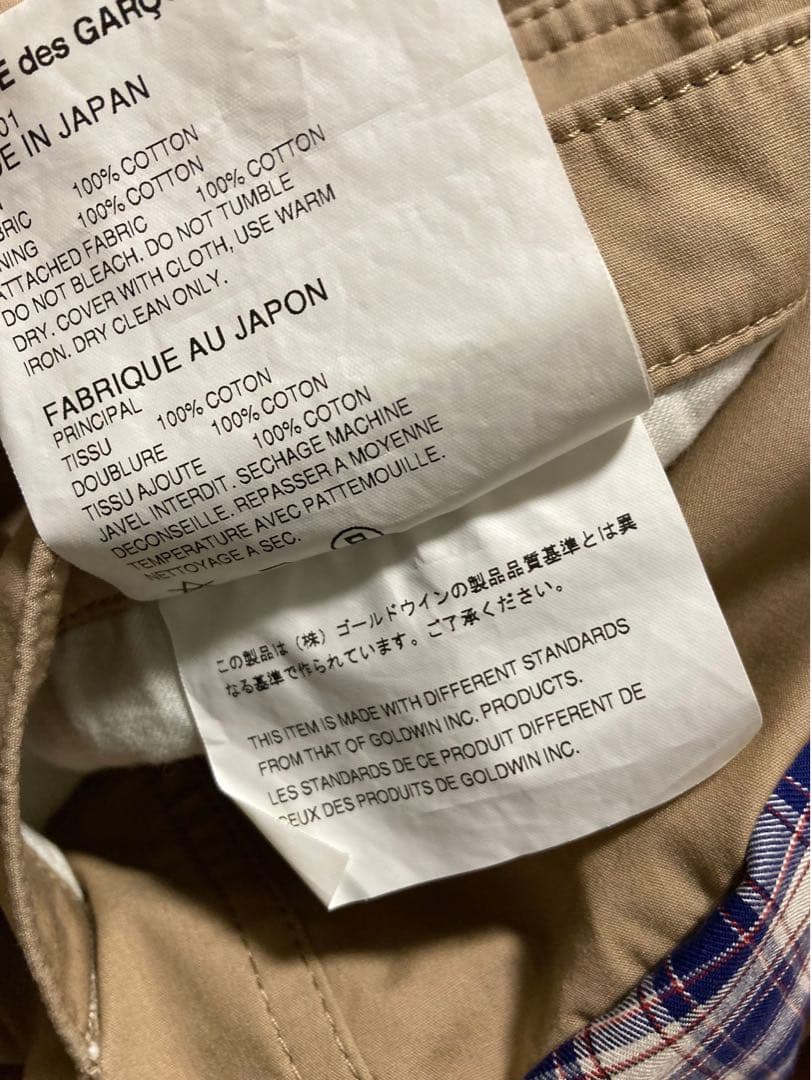 des GARÇ
01
IN JAPAN
100% COTTON
100% COTTON
ATTACHED FABRIC 100% COTTON
DO NOT BLEACH. DO NOT TUMBLE
DRY. COVER WITH CLOTH, USE WARM
IRON. DRY CLEAN ONLY.
FABRIQUE AU JAPON
PRINCIPAL
TISSU 100% COTON
DOUBLURE 100% COTON
TISSU AJOUTE 100% COTON
JAVEL INTERDIT. SECHAGE MACHINE
DECONSEILLE. REPASSER A MOYENNE
TEMPERATURE AVEC PATTEMOUILLE.
NETTOYAGE A SEC.
この製品は(株)ゴールドウインの製品品質基準とは異
なる基準で作られています。ご了承ください。
THIS ITEM IS MADE WITH DIFFERENT STANDARDS
FROM THAT OF GOLDWIN INC. PRODUCTS.
LES STANDARDS DE CE PRODUIT DIFFERENT DE
CEUX DES PRODUITS DE GOLDWIN INC.